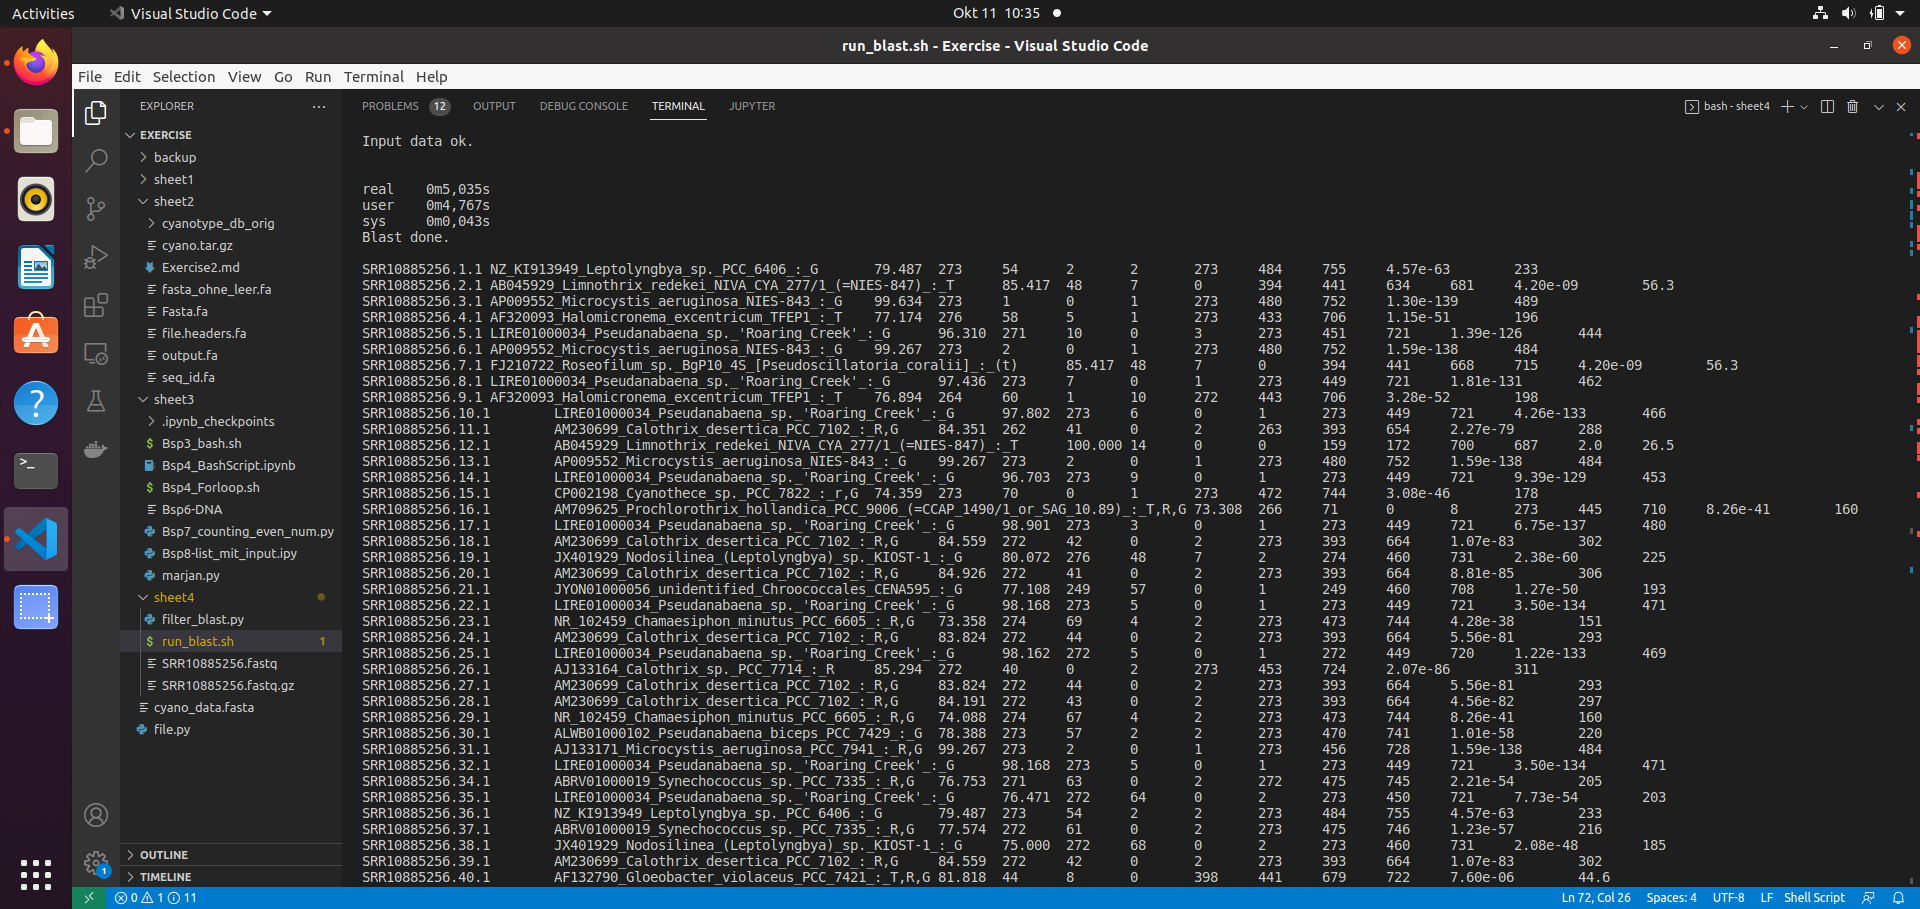 Activities Visual Studio Code Okt 11 10:35
run_blast.sh - Exercise - Visual Studio Code
File Edit Selection View Go Run Terminal Help
EXPLORER
EXERCISE
backup
sheet1
sheet2
cyanotype_db_orig
cyano.tar.gz
Exercise2.md
fasta_ohne_leer.fa
Fasta.fa
file.headers.fa
output.fa
seq_id.fa
sheet3
.ipynb_checkpoints
$ Bsp3_bash.sh
Bsp4_BashScript.ipynb
$ Bsp4_Forloop.sh
Bsp6-DNA
Bsp7_counting_even_num.py
Bsp8-list_mit_input.ipy
marjan.py
sheet4
filter_blast.py
$ run_blast.sh 1
SRR10885256.fastq
SRR10885256.fastq.gz
cyano_data.fasta
file.py
OUTLINE
TIMELINE
PROBLEMS 12 OUTPUT DEBUG CONSOLE TERMINAL JUPYTER bash - sheet4
Input data ok.
real 0m5,035s
user 0m4,767s
sys 0m0,043s
Blast done.
SRR10885256.1.1 NZ_KI913949_Leptolyngbya_sp._PCC_6406_:_G 79.487 273 54 2 2 273 484 755 4.57e-63 233
SRR10885256.2.1 AB045929_Limnothrix_redekei_NIVA_CYA_277/1_(=NIES-847)_:_T 85.417 48 7 0 394 441 634 681 4.20e-09 56.3
SRR10885256.3.1 AP009552_Microcystis_aeruginosa_NIES-843_:_G 99.634 273 1 0 1 273 480 752 1.30e-139 489
SRR10885256.4.1 AF320093_Halomicronema_excentricum_TFEP1_:_T 77.174 276 58 5 1 273 433 706 1.15e-51 196
SRR10885256.5.1 LIRE01000034_Pseudanabaena_sp._'Roaring_Creek'_:_G 96.310 271 10 0 3 273 451 721 1.39e-126 444
SRR10885256.6.1 AP009552_Microcystis_aeruginosa_NIES-843_:_G 99.267 273 2 0 1 273 480 752 1.59e-138 484
SRR10885256.7.1 FJ210722_Roseofilum_sp._BgP10_4S_[Pseudoscillatoria_coralii]_:_(t) 85.417 48 7 0 394 441 668 715 4.20e-09 56.3
SRR10885256.8.1 LIRE01000034_Pseudanabaena_sp._'Roaring_Creek'_:_G 97.436 273 7 0 1 273 449 721 1.81e-131 462
SRR10885256.9.1 AF320093_Halomicronema_excentricum_TFEP1_:_T 76.894 264 60 1 10 272 443 706 3.28e-52 198
SRR10885256.10.1 LIRE01000034_Pseudanabaena_sp._'Roaring_Creek'_:_G 97.802 273 6 0 1 273 449 721 4.26e-133 466
SRR10885256.11.1 AM230699_Calothrix_desertica_PCC_7102_:_R,G 84.351 262 41 0 2 263 393 654 2.27e-79 288
SRR10885256.12.1 AB045929_Limnothrix_redekei_NIVA_CYA_277/1_(=NIES-847)_:_T 100.000 14 0 0 159 172 700 687 2.0 26.5
SRR10885256.13.1 AP009552_Microcystis_aeruginosa_NIES-843_:_G 99.267 273 2 0 1 273 480 752 1.59e-138 484
SRR10885256.14.1 LIRE01000034_Pseudanabaena_sp._'Roaring_Creek'_:_G 96.703 273 9 0 1 273 449 721 9.39e-129 453
SRR10885256.15.1 CP002198_Cyanothece_sp._PCC_7822_:_r,G 74.359 273 70 0 1 273 472 744 3.08e-46 178
SRR10885256.16.1 AM709625_Prochlorothrix_hollandica_PCC_9006_(=CCAP_1490/1_or_SAG_10.89)_:_T,R,G 73.308 266 71 0 8 273 445 710 8.26e-41 160
SRR10885256.17.1 LIRE01000034_Pseudanabaena_sp._'Roaring_Creek'_:_G 98.901 273 3 0 1 273 449 721 6.75e-137 480
SRR10885256.18.1 AM230699_Calothrix_desertica_PCC_7102_:_R,G 84.559 272 42 0 2 273 393 664 1.07e-83 302
SRR10885256.19.1 JX401929_Nodosilinea_(Leptolyngbya)_sp._KIOST-1_:_G 80.072 276 48 7 2 274 460 731 2.38e-60 225
SRR10885256.20.1 AM230699_Calothrix_desertica_PCC_7102_:_R,G 84.926 272 41 0 2 273 393 664 8.81e-85 306
SRR10885256.21.1 JYON01000056_unidentified_Chroococcales_CENA595_:_G 77.108 249 57 0 1 249 460 708 1.27e-50 193
SRR10885256.22.1 LIRE01000034_Pseudanabaena_sp._'Roaring_Creek'_:_G 98.168 273 5 0 1 273 449 721 3.50e-134 471
SRR10885256.23.1 NR_102459_Chamaesiphon_minutus_PCC_6605_:_R,G 73.358 274 69 4 2 273 473 744 4.28e-38 151
SRR10885256.24.1 AM230699_Calothrix_desertica_PCC_7102_:_R,G 83.824 272 44 0 2 273 393 664 5.56e-81 293
SRR10885256.25.1 LIRE01000034_Pseudanabaena_sp._'Roaring_Creek'_:_G 98.162 272 5 0 1 272 449 720 1.22e-133 469
SRR10885256.26.1 AJ133164_Calothrix_sp._PCC_7714_:_R 85.294 272 40 0 2 273 453 724 2.07e-86 311
SRR10885256.27.1 AM230699_Calothrix_desertica_PCC_7102_:_R,G 83.824 272 44 0 2 273 393 664 5.56e-81 293
SRR10885256.28.1 AM230699_Calothrix_desertica_PCC_7102_:_R,G 84.191 272 43 0 2 273 393 664 4.56e-82 297
SRR10885256.29.1 NR_102459_Chamaesiphon_minutus_PCC_6605_:_R,G 74.088 274 67 4 2 273 473 744 8.26e-41 160
SRR10885256.30.1 ALWB01000102_Pseudanabaena_biceps_PCC_7429_:_G 78.388 273 57 2 2 273 470 741 1.01e-58 220
SRR10885256.31.1 AJ133171_Microcystis_aeruginosa_PCC_7941_:_R,G 99.267 273 2 0 1 273 456 728 1.59e-138 484
SRR10885256.32.1 LIRE01000034_Pseudanabaena_sp._'Roaring_Creek'_:_G 98.168 273 5 0 1 273 449 721 3.50e-134 471
SRR10885256.34.1 ABRV01000019_Synechococcus_sp._PCC_7335_:_R,G 76.753 271 63 0 2 272 475 745 2.21e-54 205
SRR10885256.35.1 LIRE01000034_Pseudanabaena_sp._'Roaring_Creek'_:_G 76.471 272 64 0 2 273 450 721 7.73e-54 203
SRR10885256.36.1 NZ_KI913949_Leptolyngbya_sp._PCC_6406_:_G 79.487 273 54 2 2 273 484 755 4.57e-63 233
SRR10885256.37.1 ABRV01000019_Synechococcus_sp._PCC_7335_:_R,G 77.574 272 61 0 2 273 475 746 1.23e-57 216
SRR10885256.38.1 JX401929_Nodosilinea_(Leptolyngbya)_sp._KIOST-1_:_G 75.000 272 68 0 2 273 460 731 2.08e-48 185
SRR10885256.39.1 AM230699_Calothrix_desertica_PCC_7102_:_R,G 84.559 272 42 0 2 273 393 664 1.07e-83 302
SRR10885256.40.1 AF132790_Gloeobacter_violaceus_PCC_7421_:_T,R,G 81.818 44 8 0 398 441 679 722 7.60e-06 44.6
1
0 1 11 Ln 72, Col 26 Spaces: 4 UTF-8 LF Shell Script